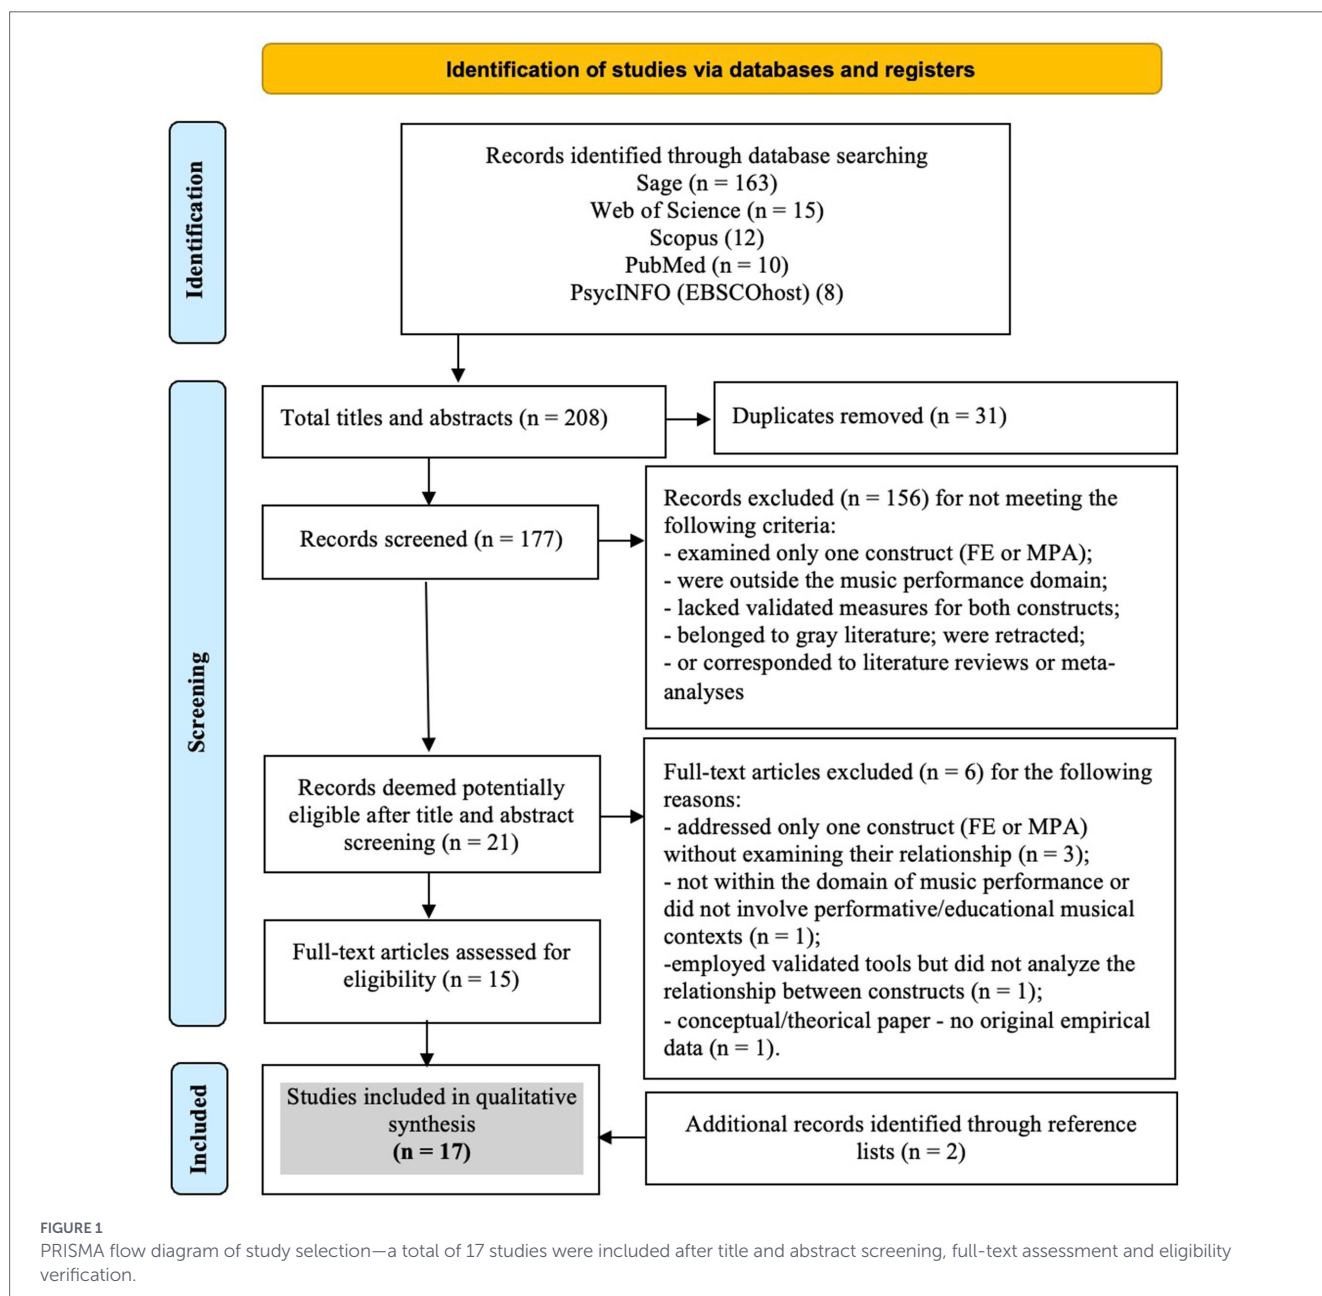 Identification of studies via databases and registers
Identification
Records identified through database searching
Sage (n = 163)
Web of Science (n = 15)
Scopus (12)
PubMed (n = 10)
PsycINFO (EBSCOhost) (8)
Screening
Total titles and abstracts (n = 208)
Duplicates removed (n = 31)
Records screened (n = 177)
Records excluded (n = 156) for not meeting the
following criteria:
- examined only one construct (FE or MPA);
- were outside the music performance domain;
- lacked validated measures for both constructs;
- belonged to gray literature; were retracted;
- or corresponded to literature reviews or meta-
analyses
Records deemed potentially
eligible after title and abstract
screening (n = 21)
Full-text articles excluded (n = 6) for the following
reasons:
- addressed only one construct (FE or MPA)
without examining their relationship (n = 3);
- not within the domain of music performance or
did not involve performative/educational musical
contexts (n = 1);
-employed validated tools but did not analyze the
relationship between constructs (n = 1);
- conceptual/theorical paper - no original empirical
data (n = 1).
Full-text articles assessed for
eligibility (n = 15)
Included
Studies included in qualitative
synthesis
(n = 17)
Additional records identified through reference
lists (n = 2)
FIGURE 1
PRISMA flow diagram of study selection—a total of 17 studies were included after title and abstract screening, full-text assessment and eligibility
verification.